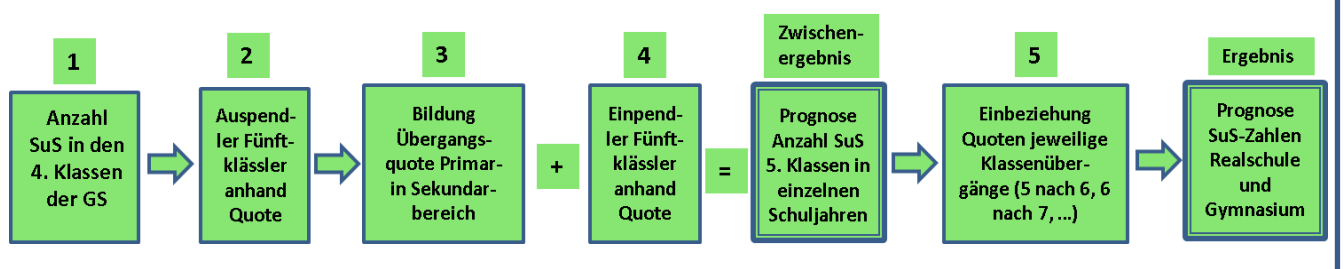 1
Anzahl
SuS in den
4. Klassen
der GS
2
Auspend-
ler Fünft-
klässler
anhand
Quote
3
Bildung
Übergangs-
quote Primar-
in Sekundar-
bereich
+
4
Einpend-
ler Fünft-
klässler
anhand
Quote
=
Zwischen-
ergebnis
Prognose
Anzahl SuS
5. Klassen in
einzelnen
Schuljahren
5
Einbeziehung
Quoten jeweilige
Klassenüber-
gänge (5 nach 6, 6
nach 7, ...)
Ergebnis
Prognose
SuS-Zahlen
Realschule
und
Gymnasium